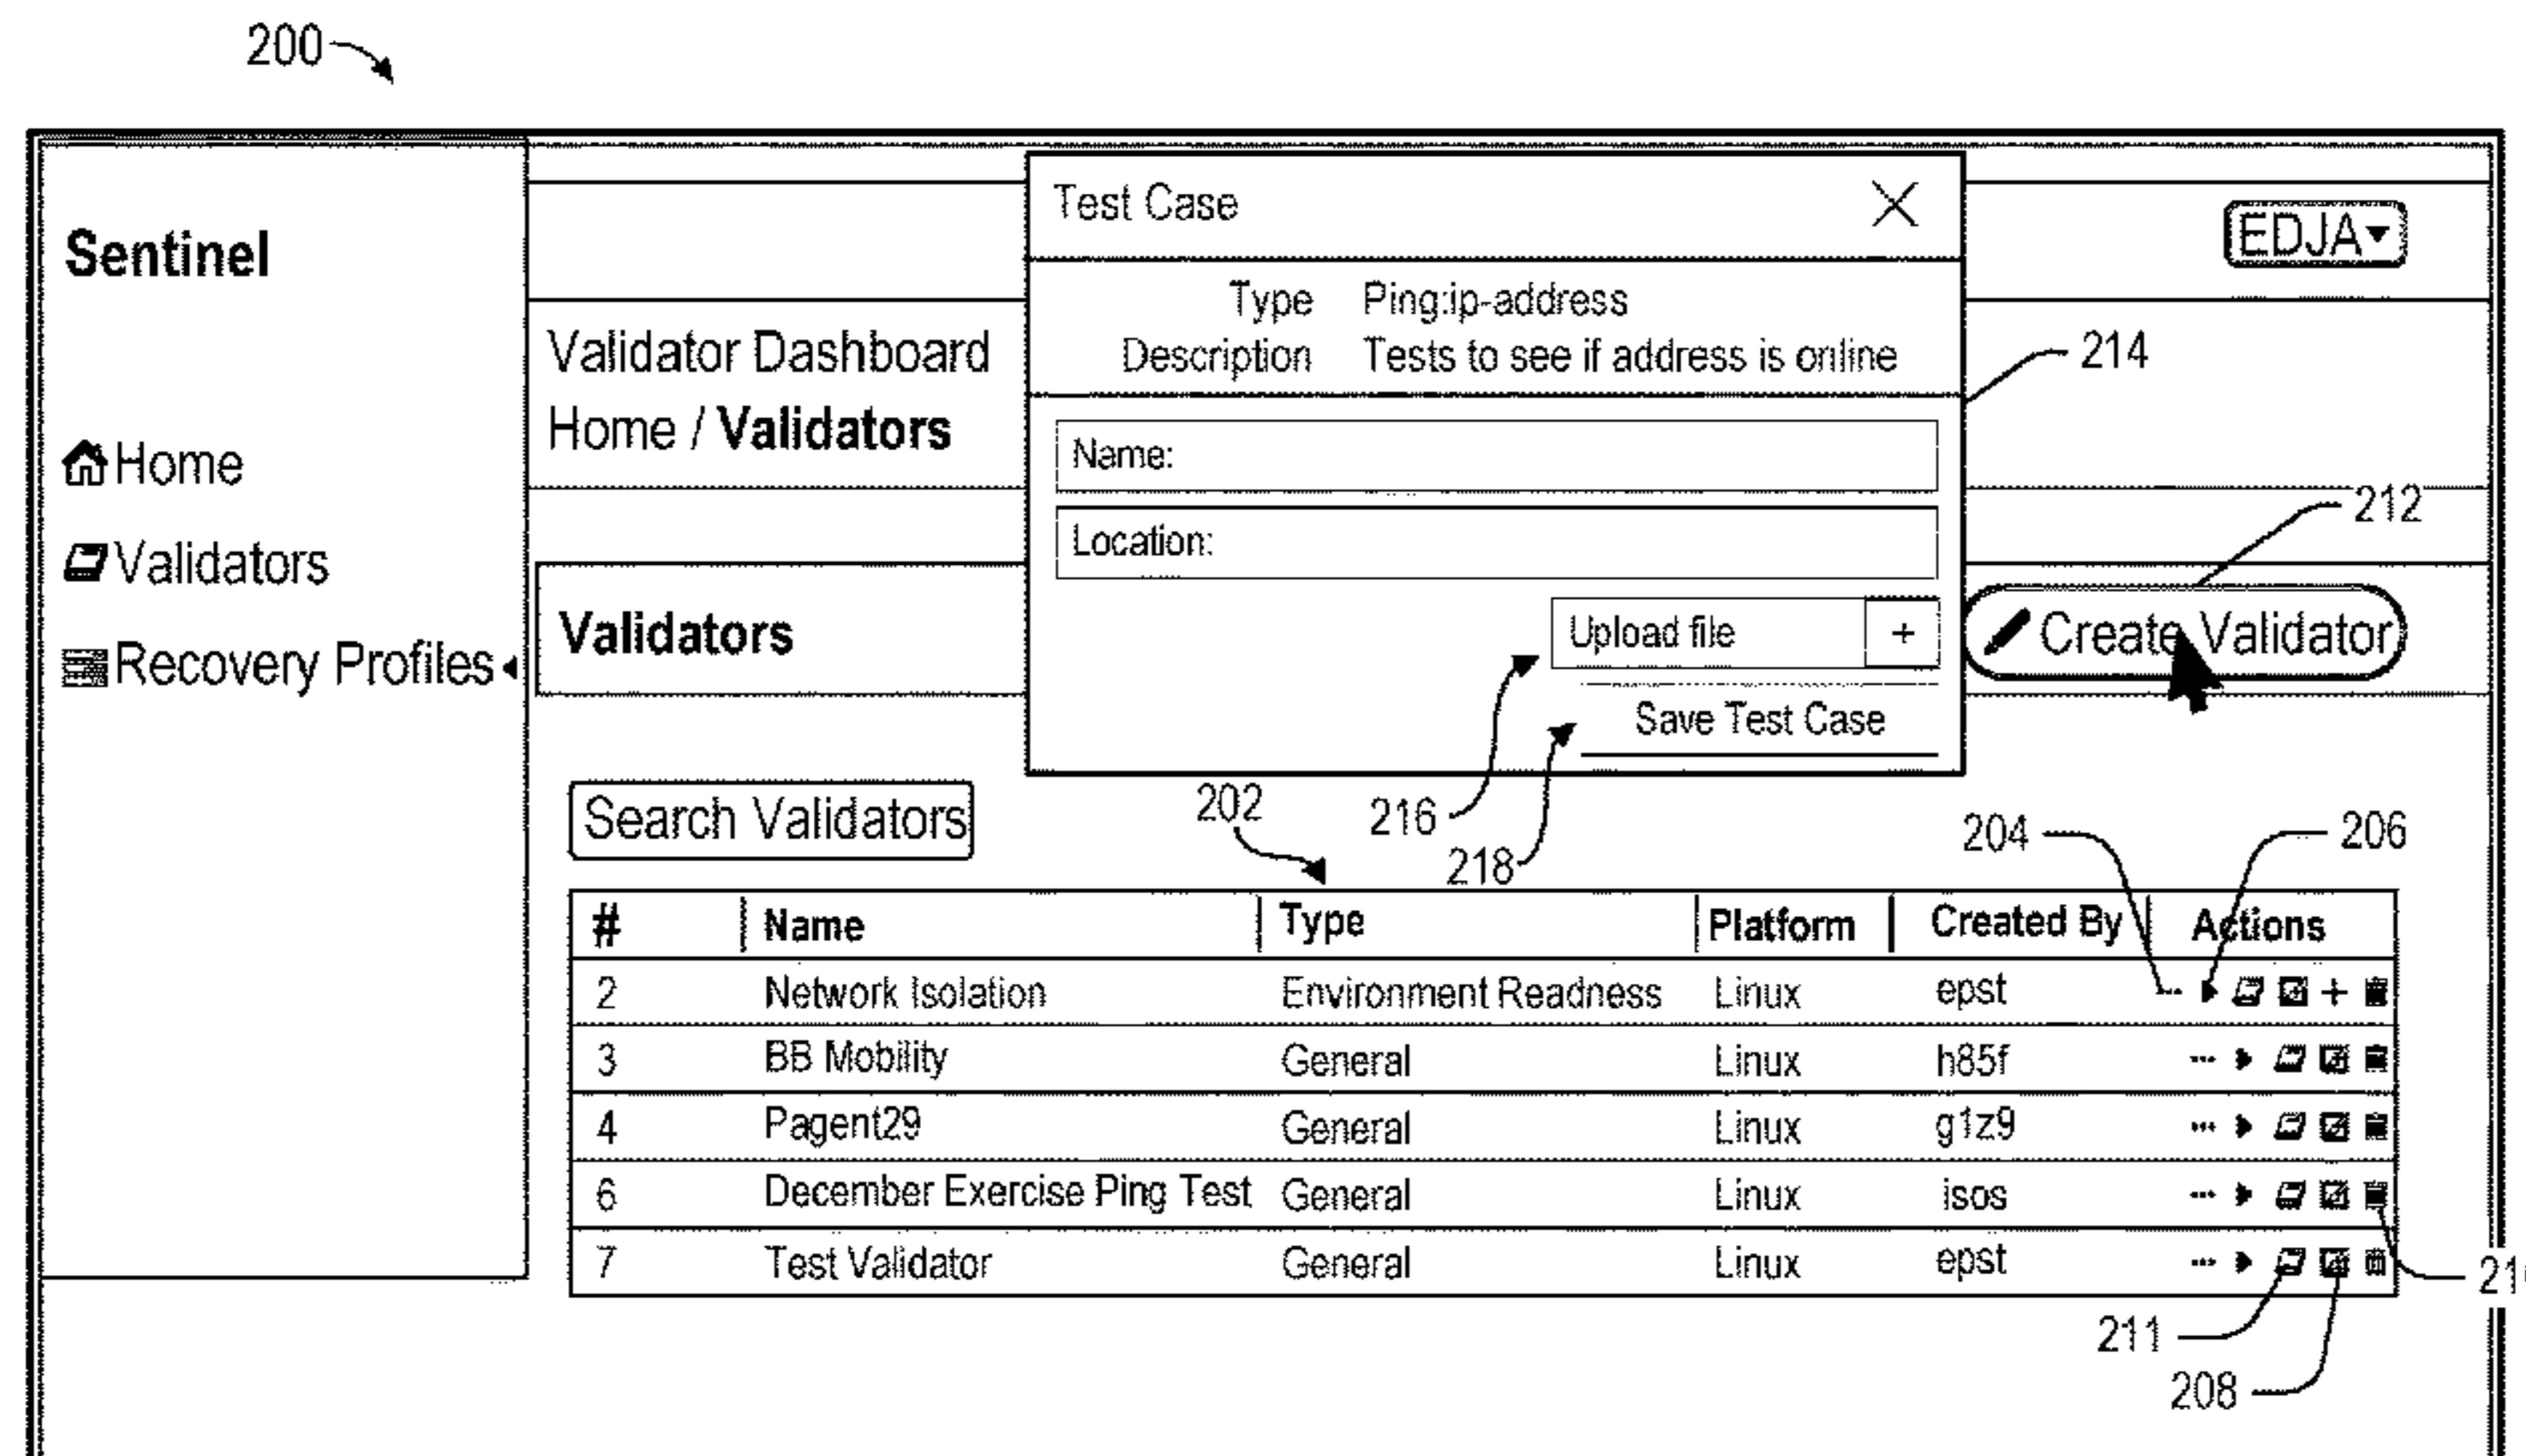 200
Sentinel
Home
Validators
Recovery Profiles
EDJA
Validator Dashboard
Home / Validators
Validators
Test Case
Type Ping:ip-address
Description Tests to see if address is online
Name:
Location:
Upload file +
Save Test Case
214
212
Create Validator
216
218
Search Validators
202
204
206
# Name Type Platform Created By Actions
2 Network Isolation Environment Readness Linux epst
3 BB Mobility General Linux h85f
4 Pagent29 General Linux g1z9
6 December Exercise Ping Test General Linux isos
7 Test Validator General Linux epst
211
208